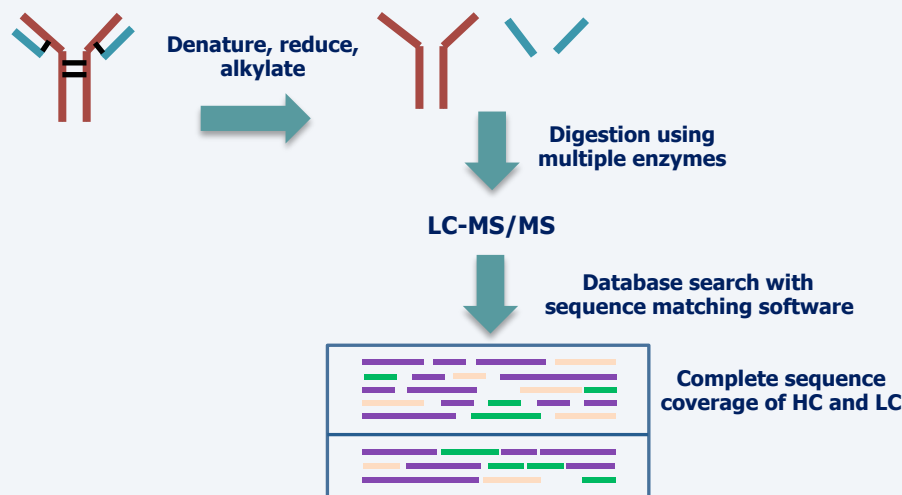 Denature, reduce,
alkylate
Digestion using
multiple enzymes
LC-MS/MS
Database search with
sequence matching software
Complete sequence
coverage of HC and LC